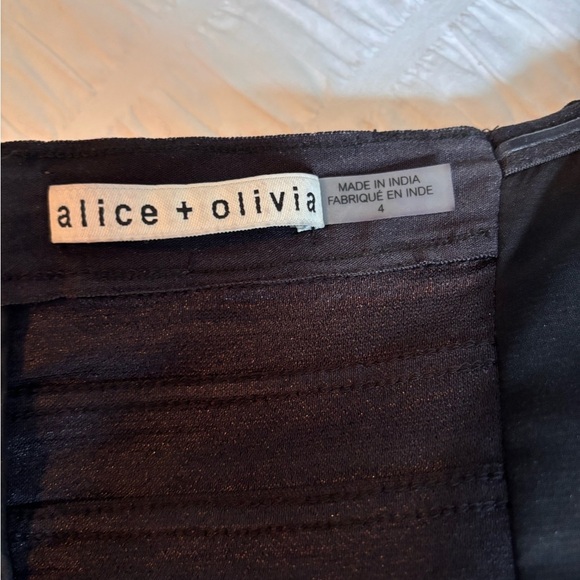 alice + olivia
MADE IN INDIA
FABRIQUÉ EN INDE
4